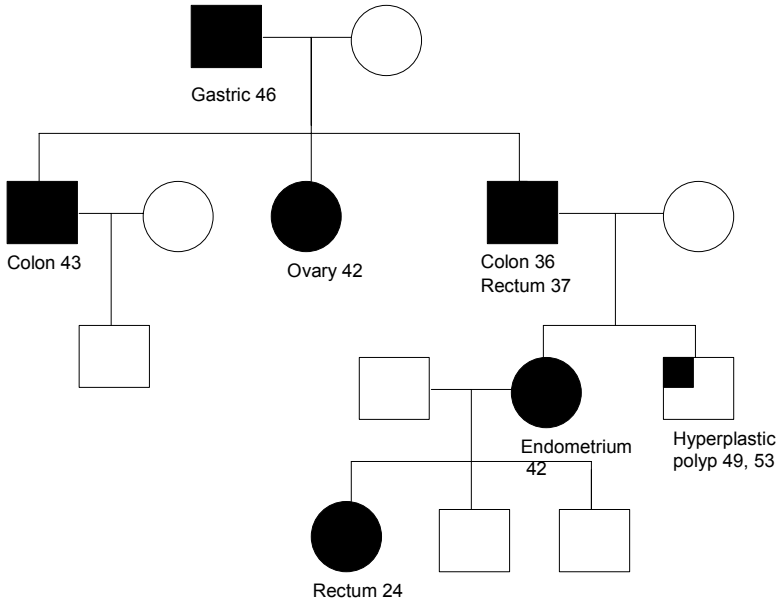 Gastric 46
Colon 43
Ovary 42
Colon 36
Rectum 37
Endometrium
42
Hyperplastic
polyp 49, 53
Rectum 24